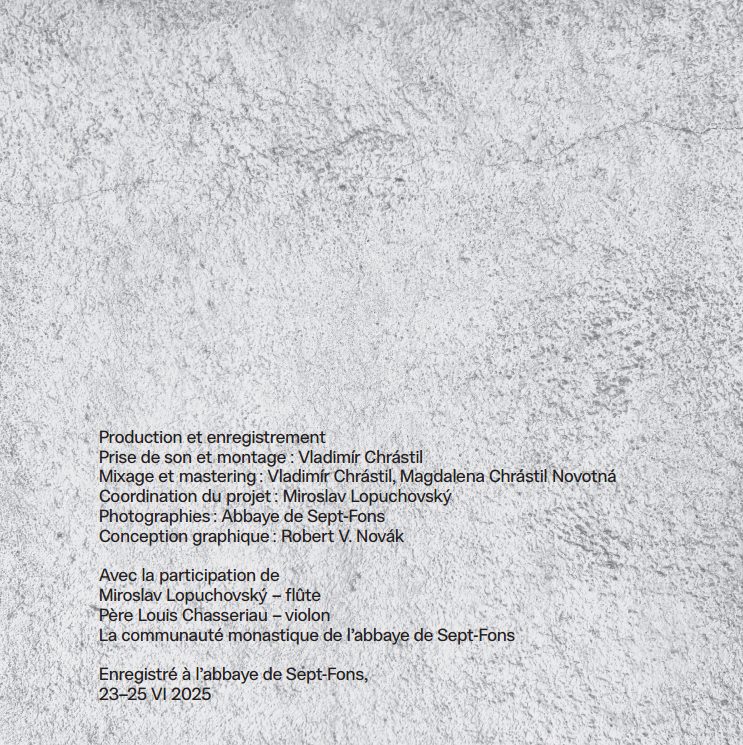 Production et enregistrement
Prise de son et montage : Vladimír Chrástil
Mixage et mastering : Vladimír Chrástil, Magdalena Chrástil Novotná
Coordination du projet : Miroslav Lopuchovský
Photographies : Abbaye de Sept-Fons
Conception graphique : Robert V. Novák
Avec la participation de
Miroslav Lopuchovský – flûte
Père Louis Chasseriau – violon
La communauté monastique de l’abbaye de Sept-Fons
Enregistré à l’abbaye de Sept-Fons,
23–25 VI 2025